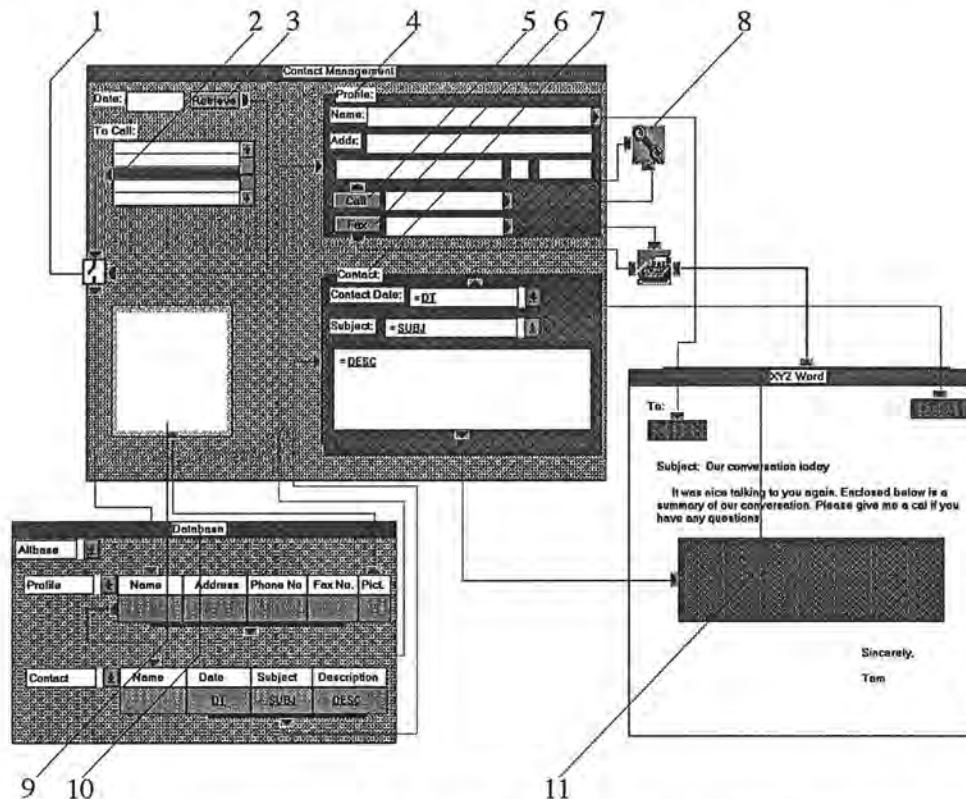 1 2 3 4 5 6 7 8
Contact Management
Date: Retrieve
To Call:
Profile:
Name:
Addr:
Call
Fax
Contact:
Contact Date: =DT
Subject: =SUBJ
=DESC
XYZ Word
To:
Subject: Our conversation today
It was nice talking to you again. Enclosed below is a
summary of our conversation. Please give me a cal if you
have any questions
Sincerely,
Tom
Database
Allbase
Profile Name Address Phone No Fax No. Pict.
Contact Name Date Subject Description
DT SUBJ DESC
9 10 11